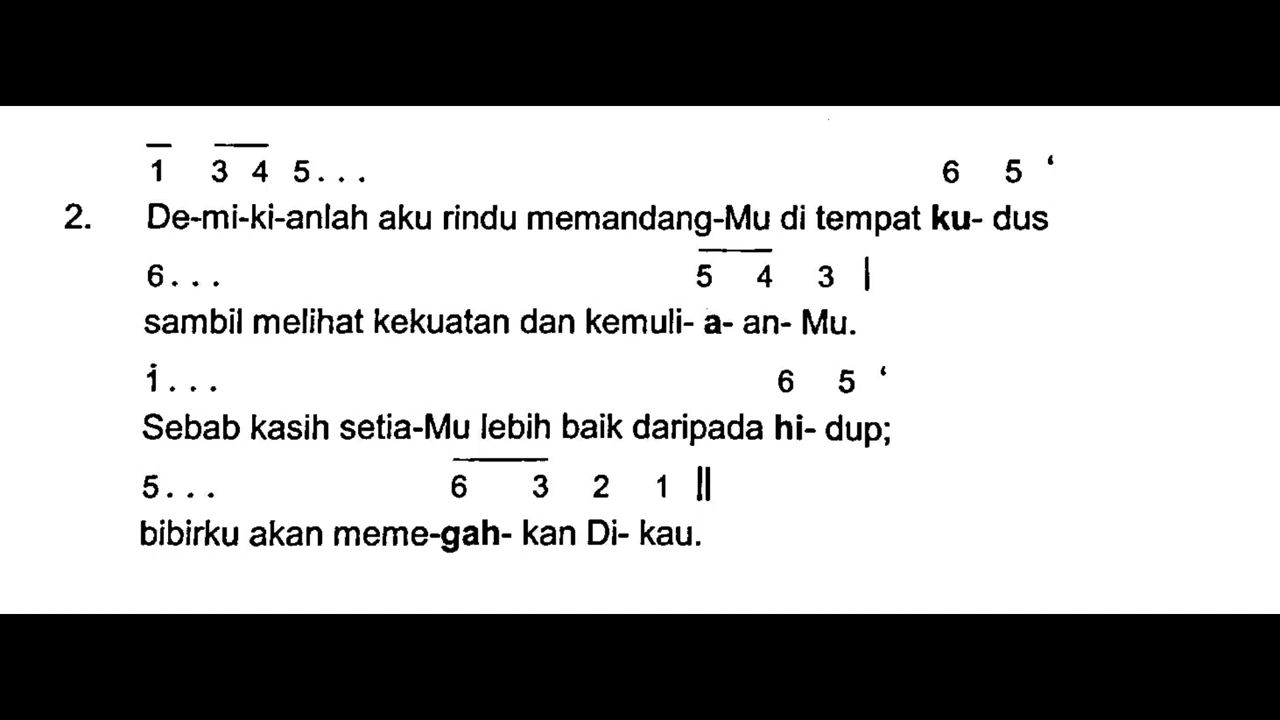 1 3 4 5... 6 5 ‘
2. De-mi-ki-anlah aku rindu memandang-Mu di tempat ku- dus
6... 5 4 3 |
sambil melihat kekuatan dan kemuli- a- an- Mu.
i... 6 5 ‘
Sebab kasih setia-Mu lebih baik daripada hi- dup;
5... 6 3 2 1 ||
bibirku akan meme-gah- kan Di- kau.